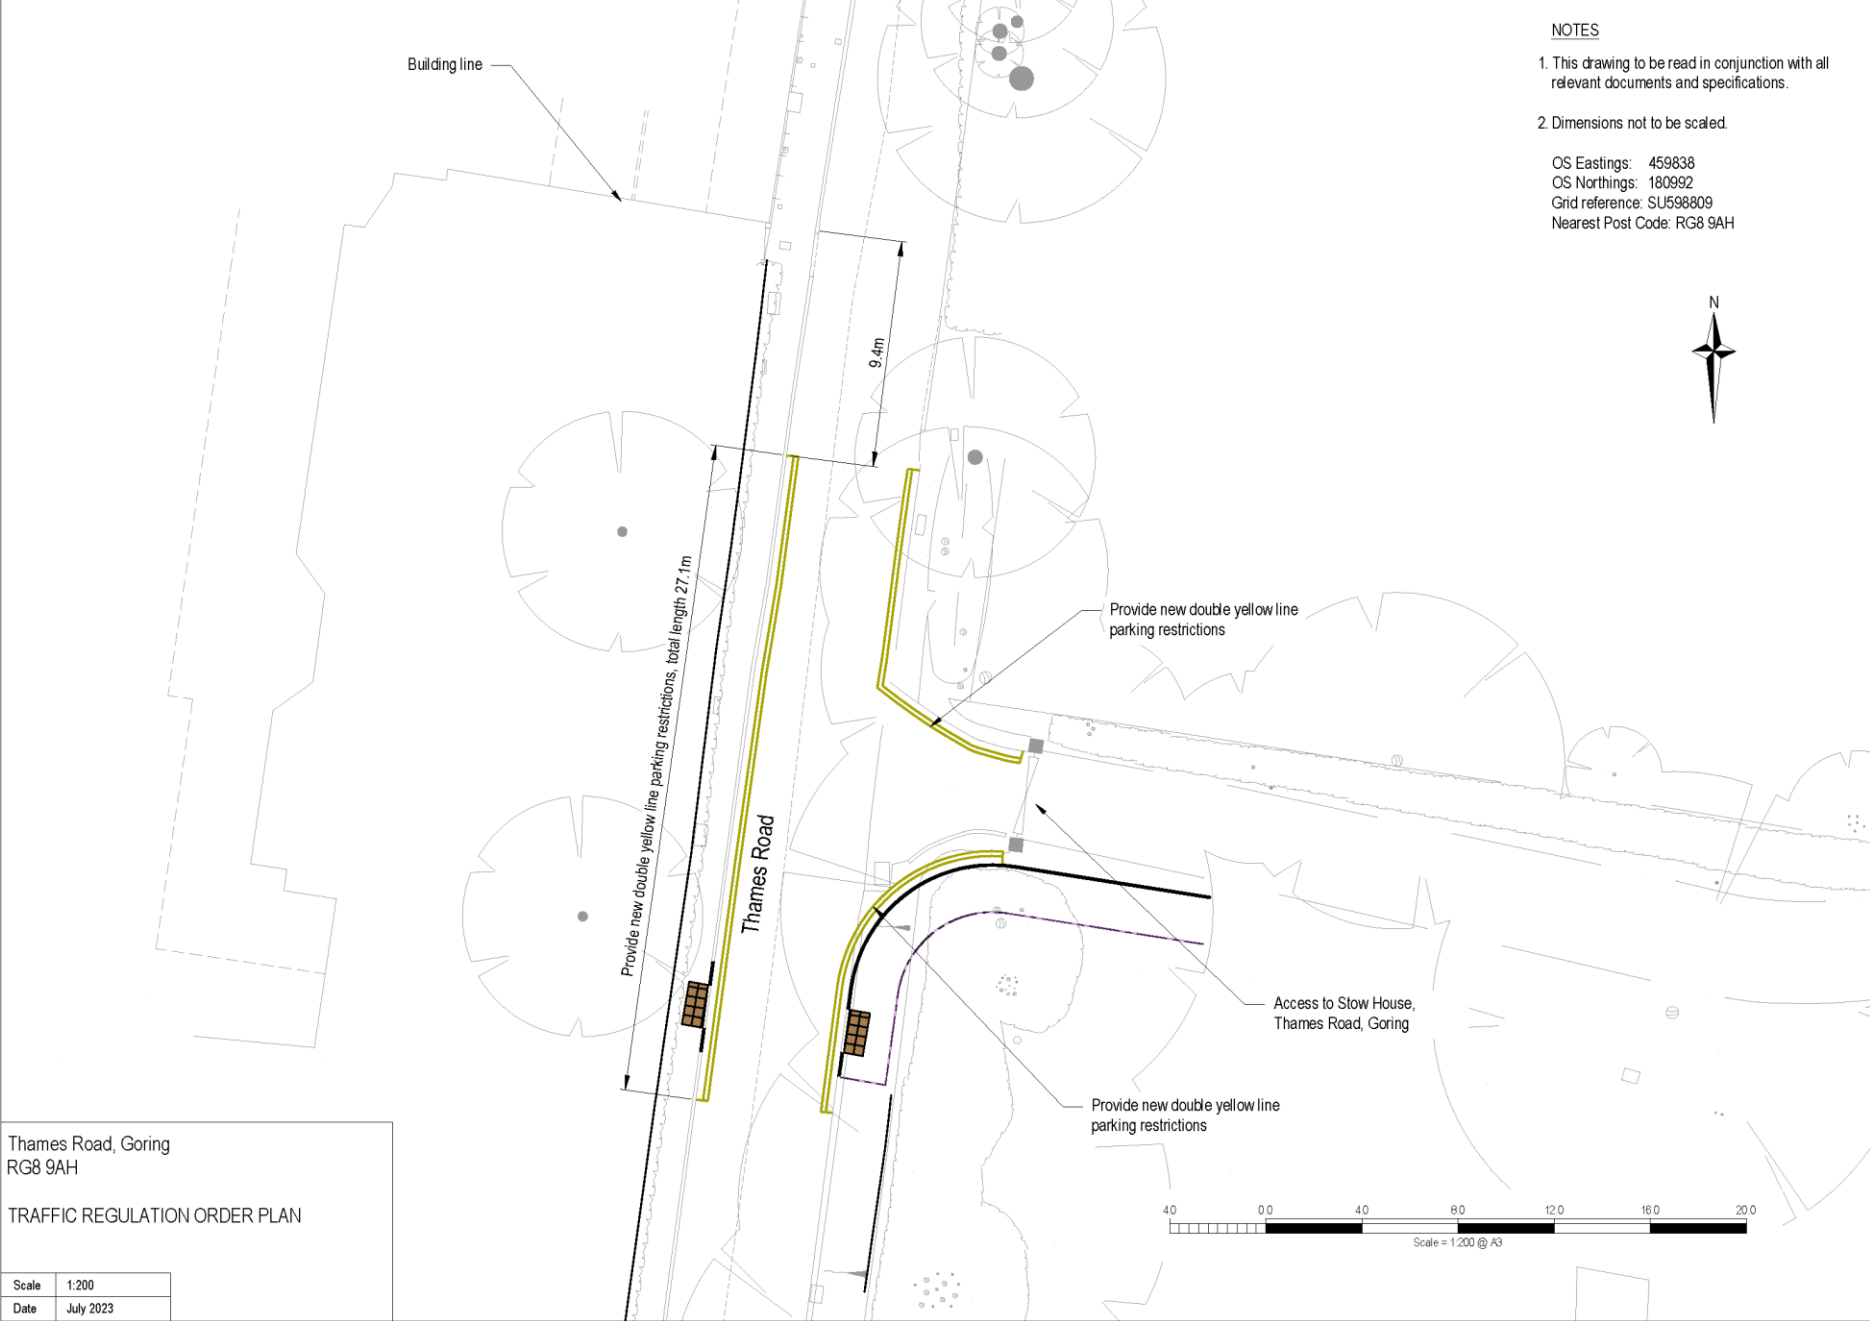 Building line
NOTES
1. This drawing to be read in conjunction with all
relevant documents and specifications.
2. Dimensions not to be scaled.
OS Eastings: 459838
OS Northings: 180992
Grid reference: SU598809
Nearest Post Code: RG8 9AH
N
9.4m
Provide new double yellow line parking restrictions, total length 27.1m
Thames Road
Provide new double yellow line
parking restrictions
Access to Stow House,
Thames Road, Goring
Provide new double yellow line
parking restrictions
Thames Road, Goring
RG8 9AH
TRAFFIC REGULATION ORDER PLAN
Scale 1:200
Date July 2023
4.0 0.0 4.0 8.0 12.0 16.0 20.0
Scale = 1:200 @ A3